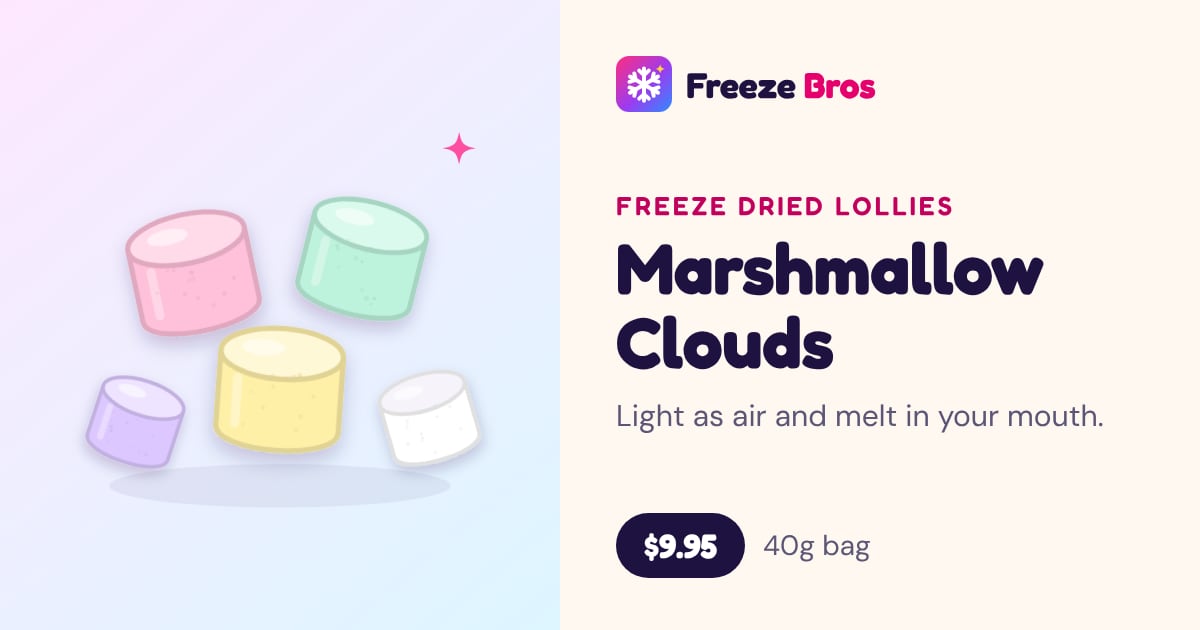 Freeze Bros
FREEZE DRIED LOLLIES
Marshmallow
Clouds
Light as air and melt in your mouth.
$9.95 40g bag